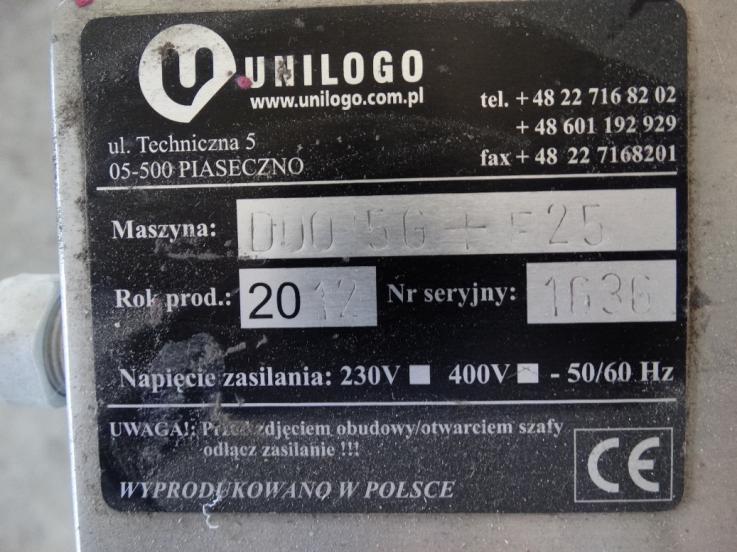 UNILOGO
www.unilogo.com.pl
ul. Techniczna 5
05-500 PIASECZNO
tel. + 48 22 716 82 02
+ 48 601 192 929
fax + 48 22 7168201
Maszyna: DUO 5G + F25
Rok prod.: 2012 Nr seryjny: 1636
Napięcie zasilania: 230V 400V - 50/60 Hz
UWAGA!: Przed zdjęciem obudowy/otwarciem szafy
odłącz zasilanie !!!
WYPRODUKOWANO W POLSCE
CE